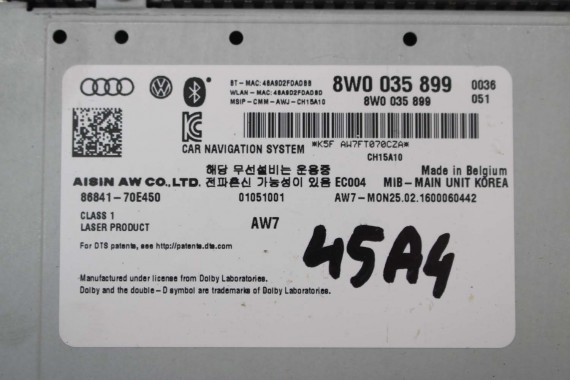 BT-MAC:48A9D2FDADBB
WLAN-MAC:48A9D2FDADBD
MSIP-CMM-AWJ-CH15A10
8W0 035 899 0036
8W0 035 899 051
*K5F AW7FT070CZA*
CAR NAVIGATION SYSTEM
CH15A10
해당 무선설비는 운용중
Made in Belgium
AISIN AW CO.,LTD. 전파혼신 가능성이 있음 EC004 MIB-MAIN UNIT KOREA
86841-70E450 01051001 AW7-MON25.02.1600060442
CLASS 1
LASER PRODUCT
AW7
For DTS patents, see http://patents.dts.com
45A4
Manufactured under license from Dolby Laboratories.
Dolby and the double-D symbol are trademarks of Dolby Laboratories.